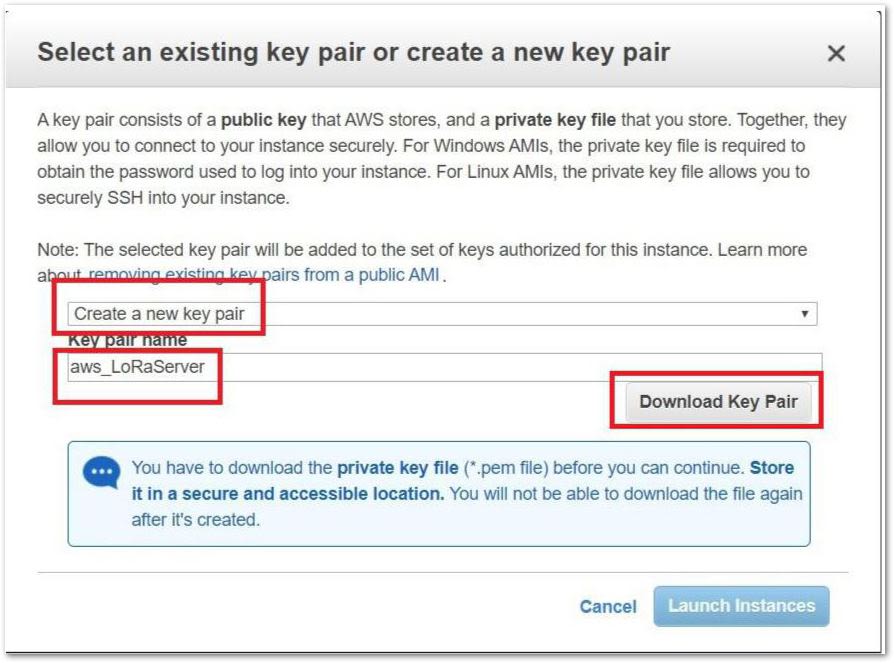 Select an existing key pair or create a new key pair
×
A key pair consists of a public key that AWS stores, and a private key file that you store. Together, they
allow you to connect to your instance securely. For Windows AMIs, the private key file is required to
obtain the password used to log into your instance. For Linux AMIs, the private key file allows you to
securely SSH into your instance.
Note: The selected key pair will be added to the set of keys authorized for this instance. Learn more
about removing existing key pairs from a public AMI .
Create a new key pair
Key pair name
aws_LoRaServer
Download Key Pair
You have to download the private key file (*.pem file) before you can continue. Store
it in a secure and accessible location. You will not be able to download the file again
after it's created.
Cancel
Launch Instances